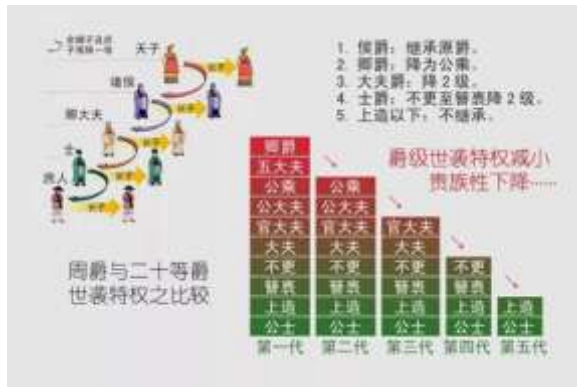 天子
诸侯
卿大夫
士
庶人
1. 侯爵：继承原爵。
2. 卿爵：降为公乘。
3. 大夫爵：降2级。
4. 士爵：不更至簪袅降2级。
5. 上造以下：不继承。
爵级世袭特权减小
贵族性下降……
周爵与二十等爵
世袭特权之比较
卿爵
五大夫
公乘
公大夫
官大夫
大夫
不更
簪袅
上造
公士
第一代
公乘
公大夫
官大夫
大夫
不更
簪袅
上造
公士
第二代
官大夫
大夫
不更
簪袅
上造
公士
第三代
不更
簪袅
上造
公士
第四代
上造
公士
第五代